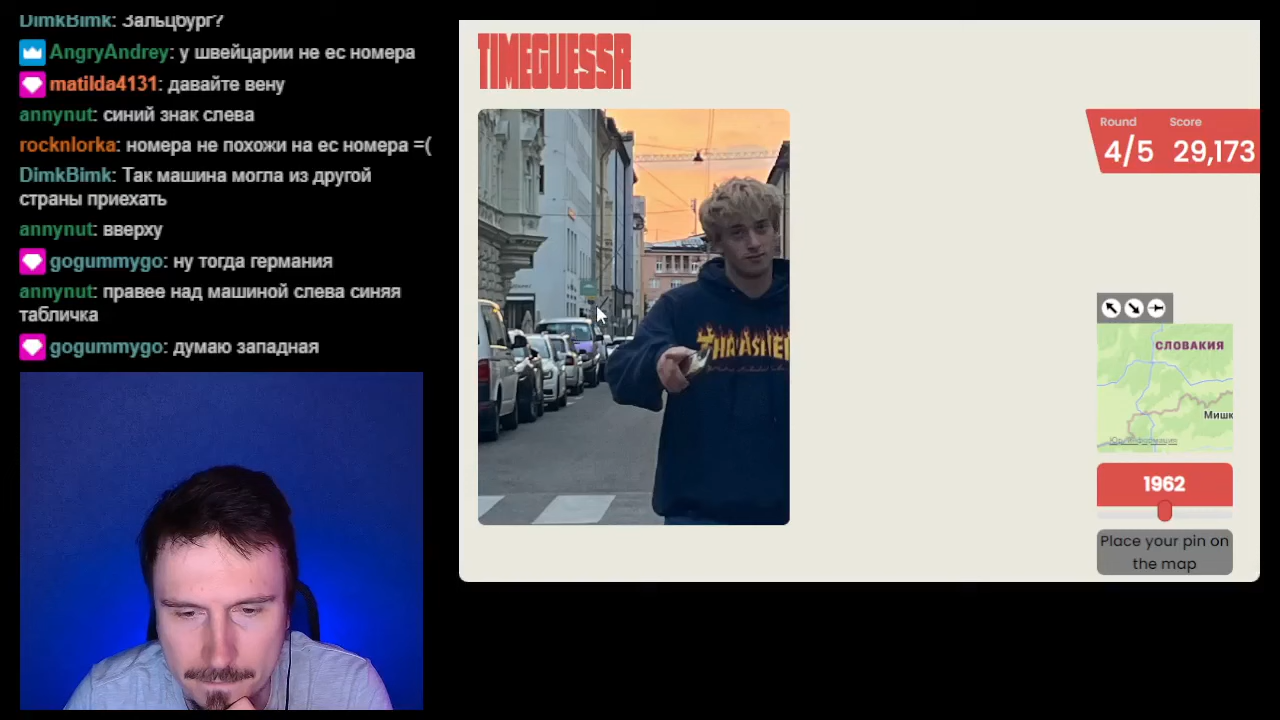 DimkBimk: Зальцбург?
AngryAndrey: у швейцарии не ес номера
matilda4131: давайте вену
annynut: синий знак слева
rocknlorka: номера не похожи на ес номера =(
DimkBimk: Так машина могла из другой
страны приехать
annynut: вверху
gogummygo: ну тогда германия
annynut: правее над машиной слева синяя
табличка
gogummygo: думаю западная
TIMEGUESSR
Round
Score
4/5
29,173
THRASHER
СЛОВАКИЯ
Мишк
1962
Place your pin on
the map